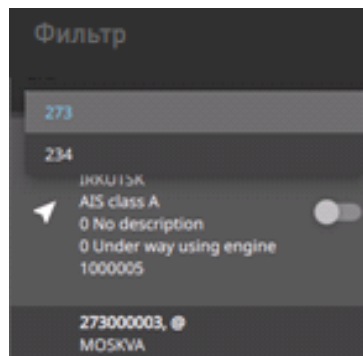 Фильтр
273
234
IRKUTSK
AIS class A
0 No description
0 Under way using engine
1000005
273000003, @
MOSKVA